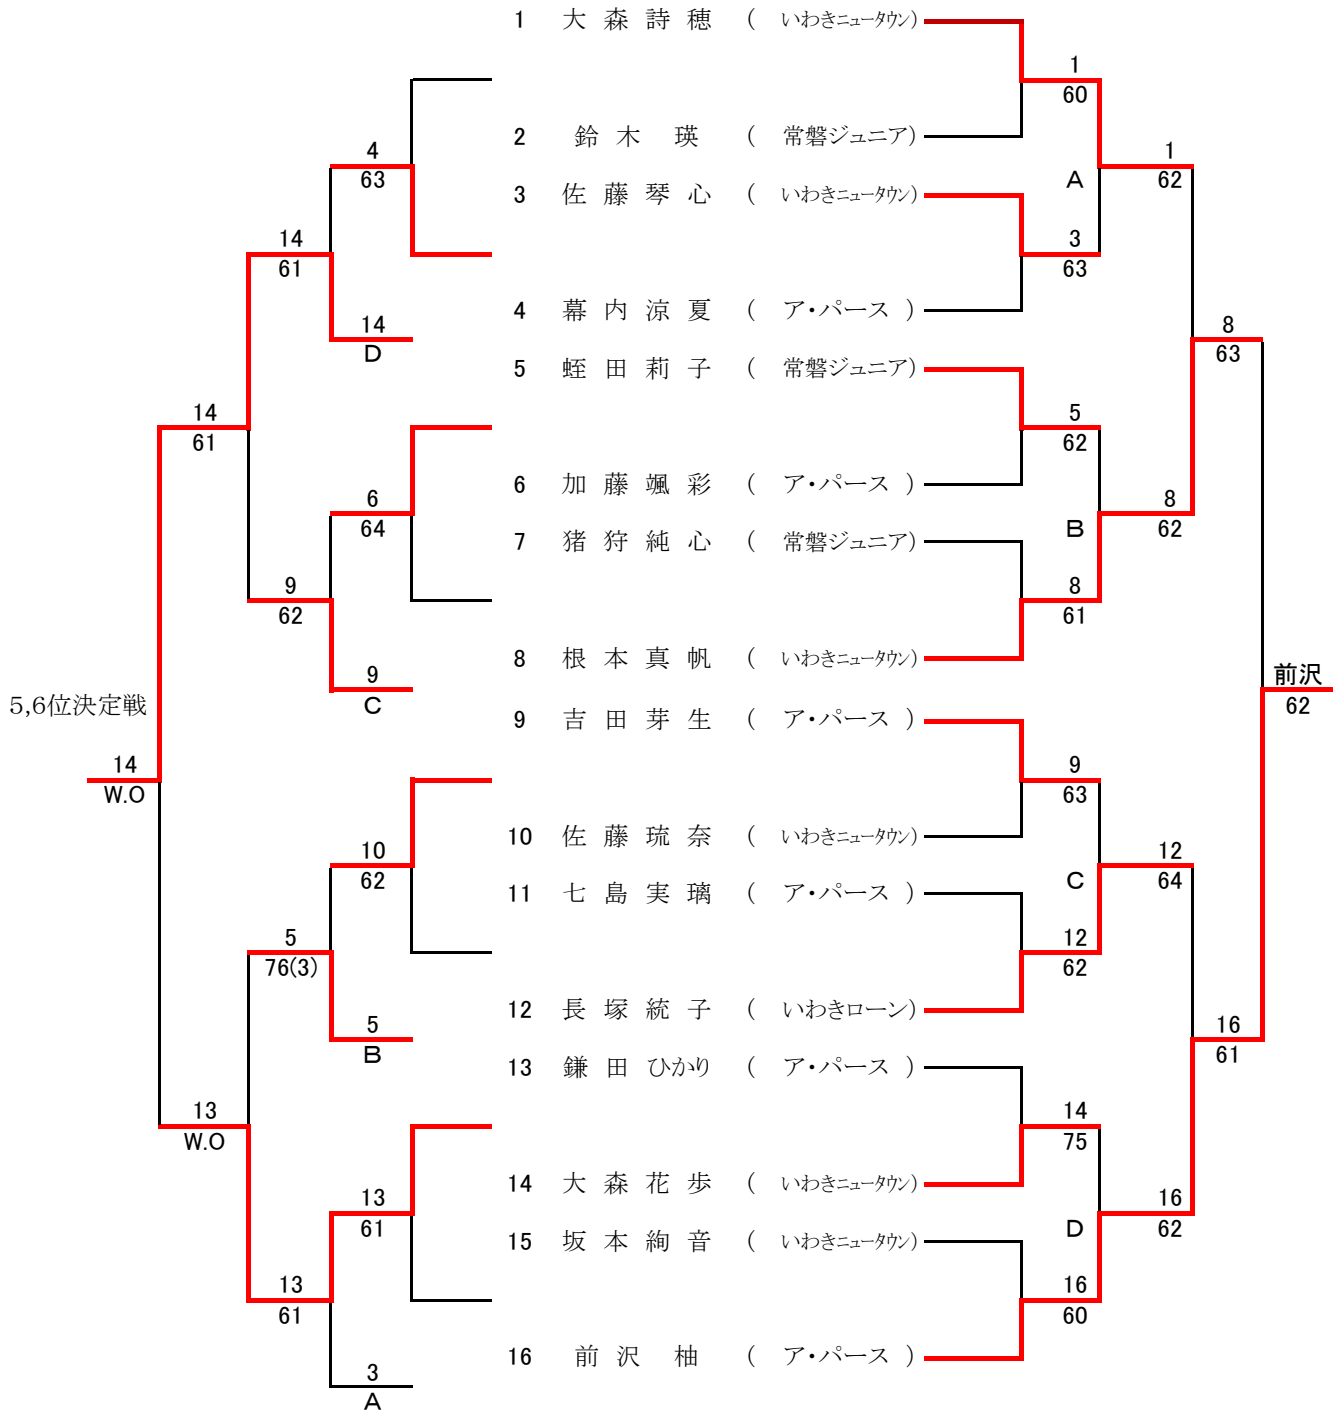 1 大森詩穂 ( いわきニュータウン)
1
60
2 鈴木 瑛 ( 常磐ジュニア)
4
63
A
1
62
3 佐藤琴心 ( いわきニュータウン)
14
61
3
63
4 幕内涼夏 ( ア・パース )
14
D
8
63
5 蛭田莉子 ( 常磐ジュニア)
14
61
5
62
6 加藤颯彩 ( ア・パース )
6
64
B
8
62
7 猪狩純心 ( 常磐ジュニア)
9
62
8
61
8 根本真帆 ( いわきニュータウン)
9
C
前沢
62
5,6位決定戦
9 吉田芽生 ( ア・パース )
14
W.O
9
63
10 佐藤琉奈 ( いわきニュータウン)
10
62
C
12
64
11 七島実璃 ( ア・パース )
5
76(3)
12
62
12 長塚統子 ( いわきローン)
5
B
16
61
13 鎌田ひかり ( ア・パース )
13
W.O
14
75
14 大森花歩 ( いわきニュータウン)
13
61
D
16
62
15 坂本絢音 ( いわきニュータウン)
13
61
16
60
16 前沢 柚 ( ア・パース )
3
A